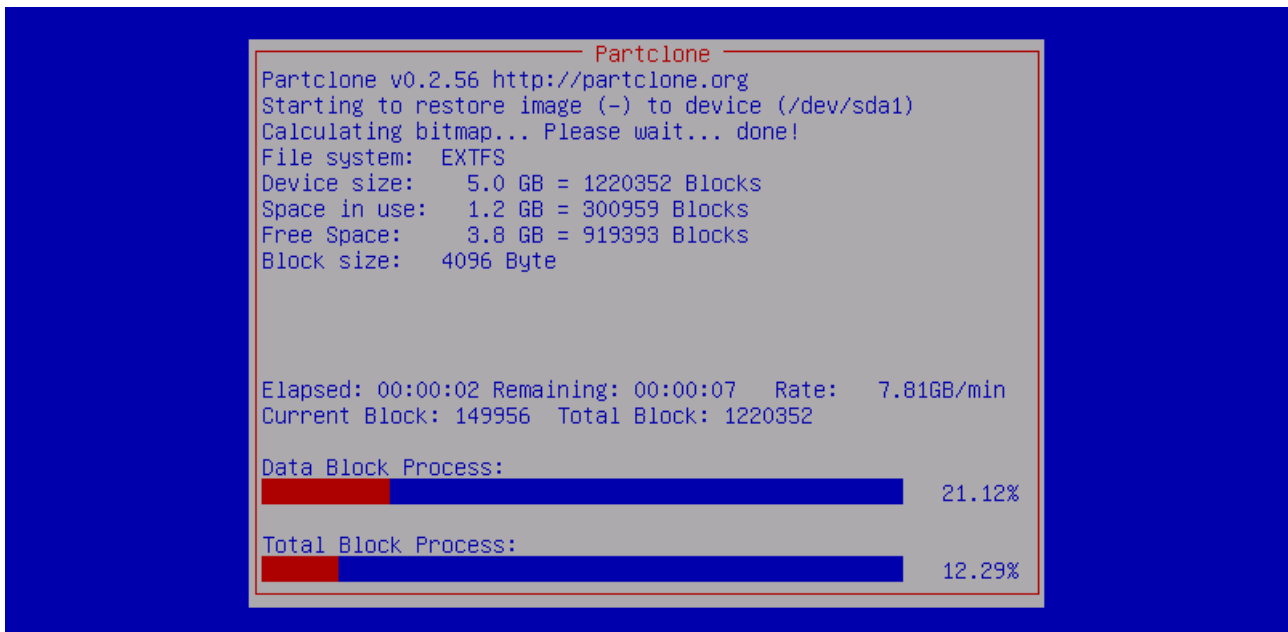 Partclone
Partclone v0.2.56 http://partclone.org
Starting to restore image (-) to device (/dev/sda1)
Calculating bitmap... Please wait... done!
File system: EXTFS
Device size: 5.0 GB = 1220352 Blocks
Space in use: 1.2 GB = 300959 Blocks
Free Space: 3.8 GB = 919393 Blocks
Block size: 4096 Byte
Elapsed: 00:00:02 Remaining: 00:00:07 Rate: 7.81GB/min
Current Block: 149956 Total Block: 1220352
Data Block Process:
21.12%
Total Block Process:
12.29%